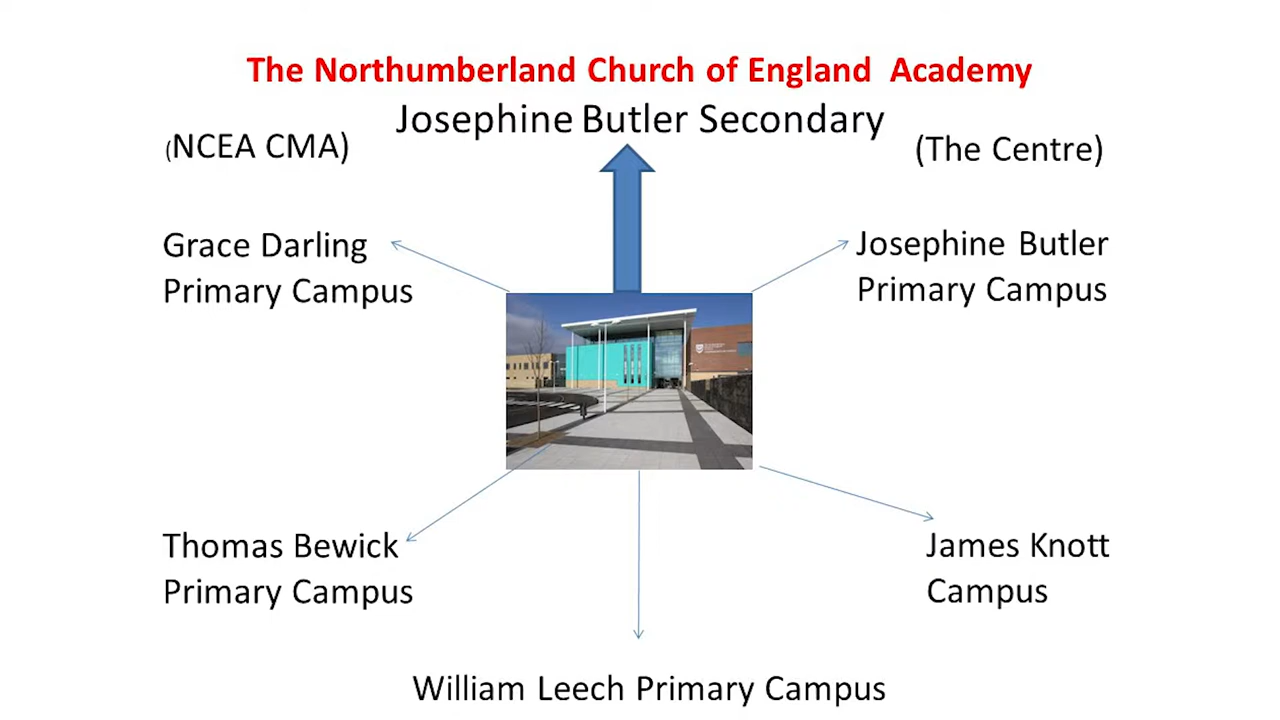 The Northumberland Church of England Academy
Josephine Butler Secondary
(NCEA CMA)
(The Centre)
Grace Darling
Primary Campus
Josephine Butler
Primary Campus
Thomas Bewick
Primary Campus
James Knott
Campus
William Leech Primary Campus